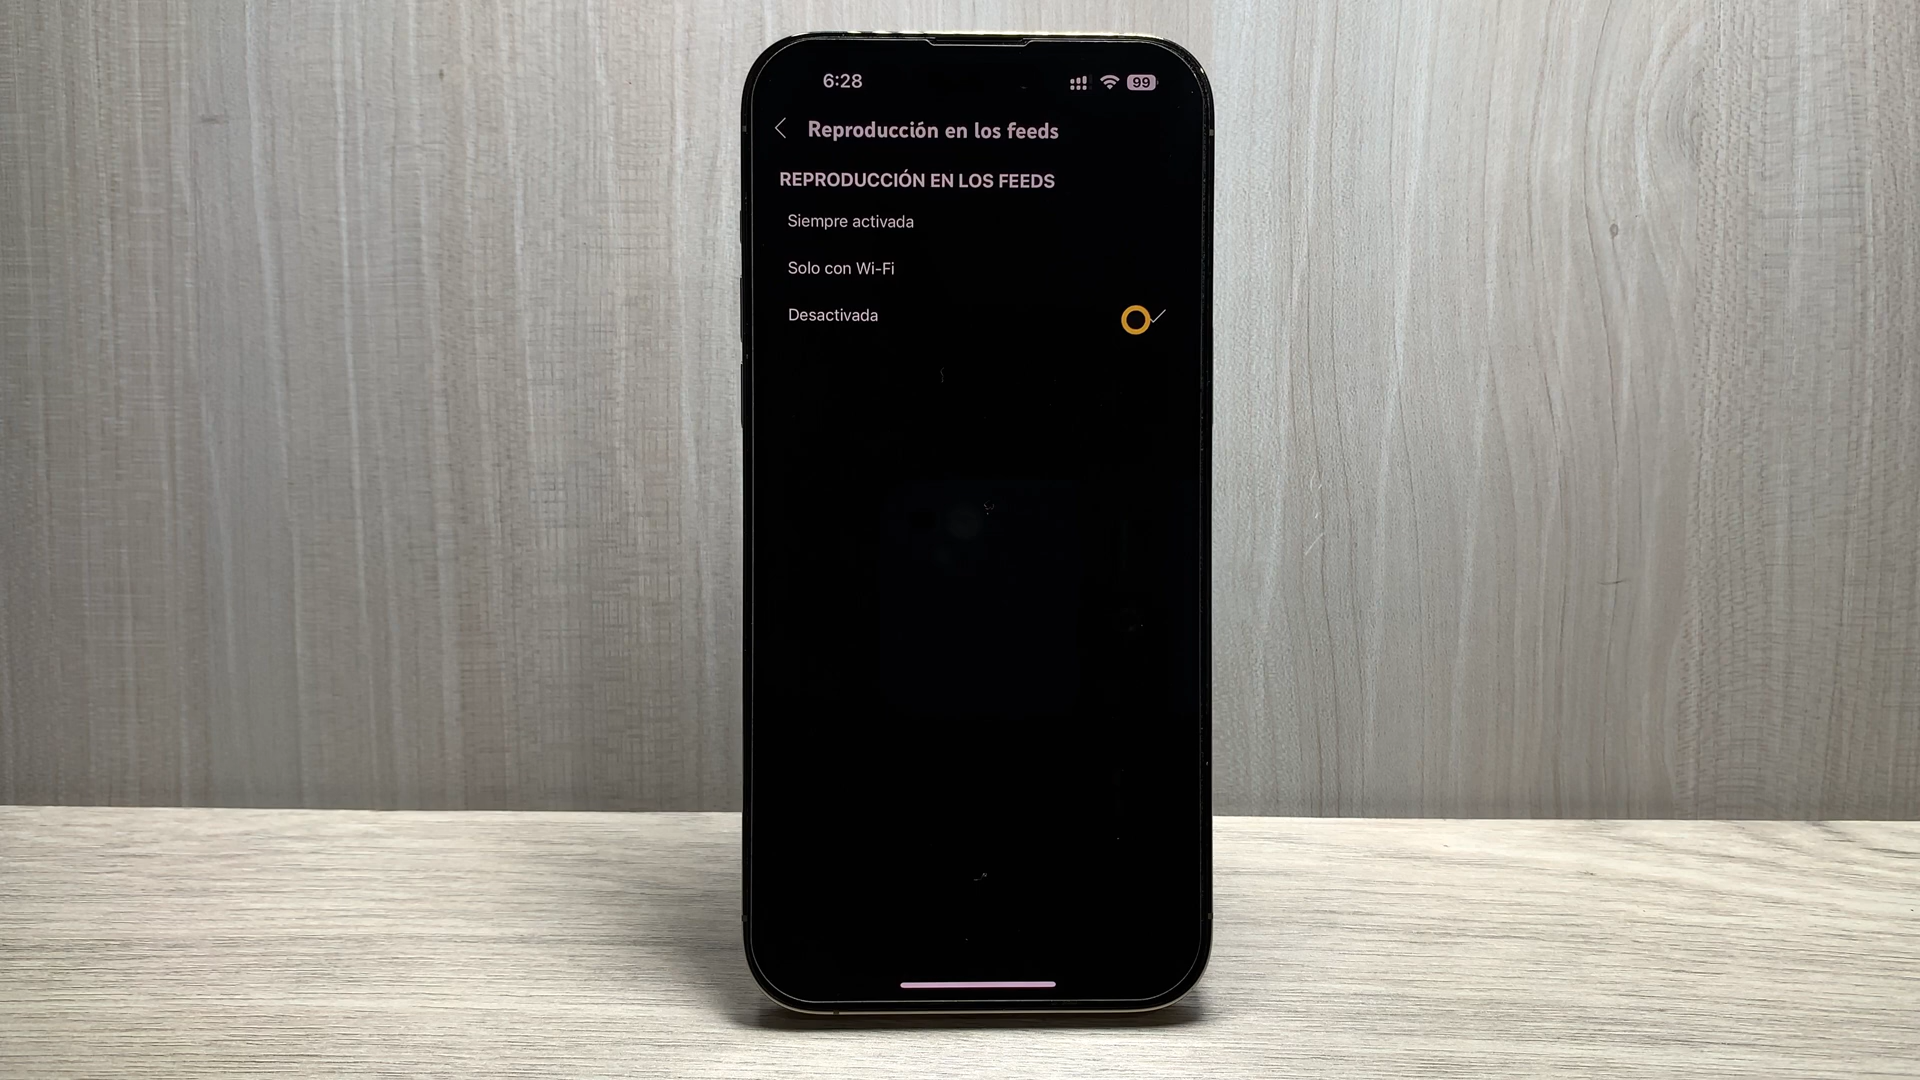 6:28
99
Reproducción en los feeds
REPRODUCCIÓN EN LOS FEEDS
Siempre activada
Solo con Wi-Fi
Desactivada